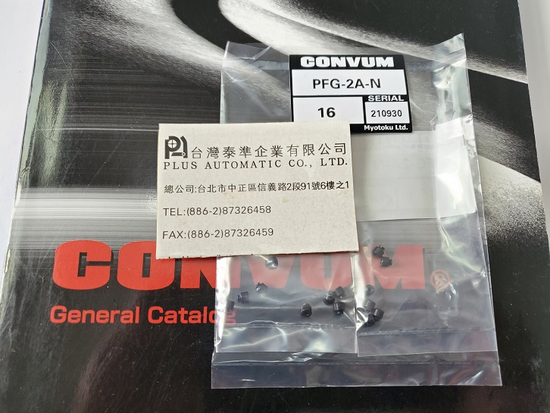 CONVUM
PFG-2A-N
16
SERIAL
210930
Myotoku Ltd.
台灣泰準企業有限公司
PLUS AUTOMATIC CO., LTD.
總公司:台北市中正區信義路2段91號6樓之1
TEL:(886-2)87326458
FAX:(886-2)87326459
CONVUM
General Catalog